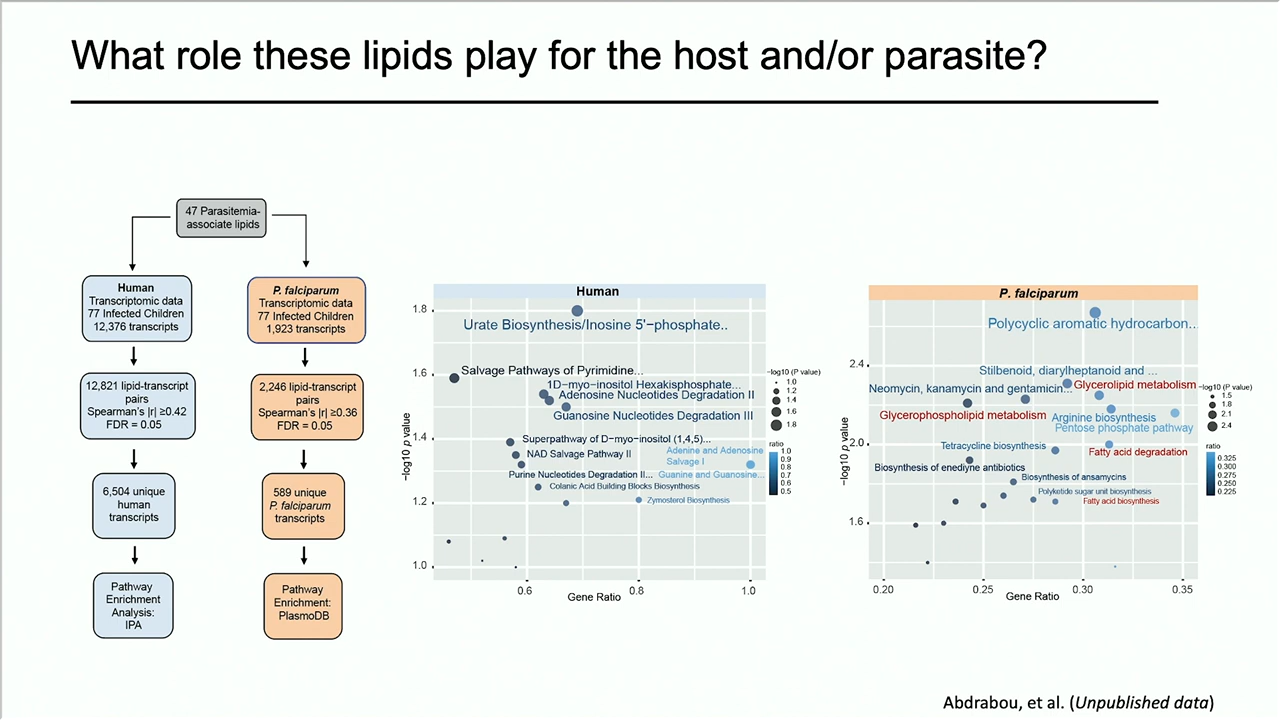 What role these lipids play for the host and/or parasite?
47 Parasitemia-
associate lipids
Human
Transcriptomic data
77 Infected Children
12,376 transcripts
12,821 lipid-transcript
pairs
Spearman's |r| ≥0.42
FDR = 0.05
6,504 unique
human
transcripts
Pathway
Enrichment
Analysis:
IPA
P. falciparum
Transcriptomic data
77 Infected Children
1,923 transcripts
2,246 lipid-transcript
pairs
Spearman's |r| ≥0.36
FDR = 0.05
589 unique
P. falciparum
transcripts
Pathway
Enrichment:
PlasmoDB
Human
1.8
1.6
1.4
1.2
1.0
−log10 p value
Urate Biosynthesis/Inosine 5'−phosphate..
Salvage Pathways of Pyrimidine...
1D−myo−inositol Hexakisphosphate...
Adenosine Nucleotides Degradation II
Guanosine Nucleotides Degradation III
Superpathway of D−myo−inositol (1,4,5)...
NAD Salvage Pathway II
Adenine and Adenosine
Salvage I
Purine Nucleotides Degradation II...
Guanine and Guanosine...
Colanic Acid Building Blocks Biosynthesis
Zymosterol Biosynthesis
0.6
0.8
1.0
Gene Ratio
−log10 (P value)
1.0
1.2
1.4
1.6
1.8
ratio
1.0
0.9
0.8
0.7
0.6
0.5
P. falciparum
2.4
2.0
1.6
−log10 p value
Polycyclic aromatic hydrocarbon...
Stilbenoid, diarylheptanoid and ...
Neomycin, kanamycin and gentamicin...
Glycerolipid metabolism
Glycerophospholipid metabolism
Arginine biosynthesis
Pentose phosphate pathway
Tetracycline biosynthesis
Fatty acid degradation
Biosynthesis of enediyne antibiotics
Biosynthesis of ansamycins
Polyketide sugar unit biosynthesis
Fatty acid biosynthesis
0.20
0.25
0.30
0.35
Gene Ratio
−log10 (P value)
1.5
1.8
2.1
2.4
ratio
0.325
0.300
0.275
0.250
0.225
Abdrabou, et al. (Unpublished data)